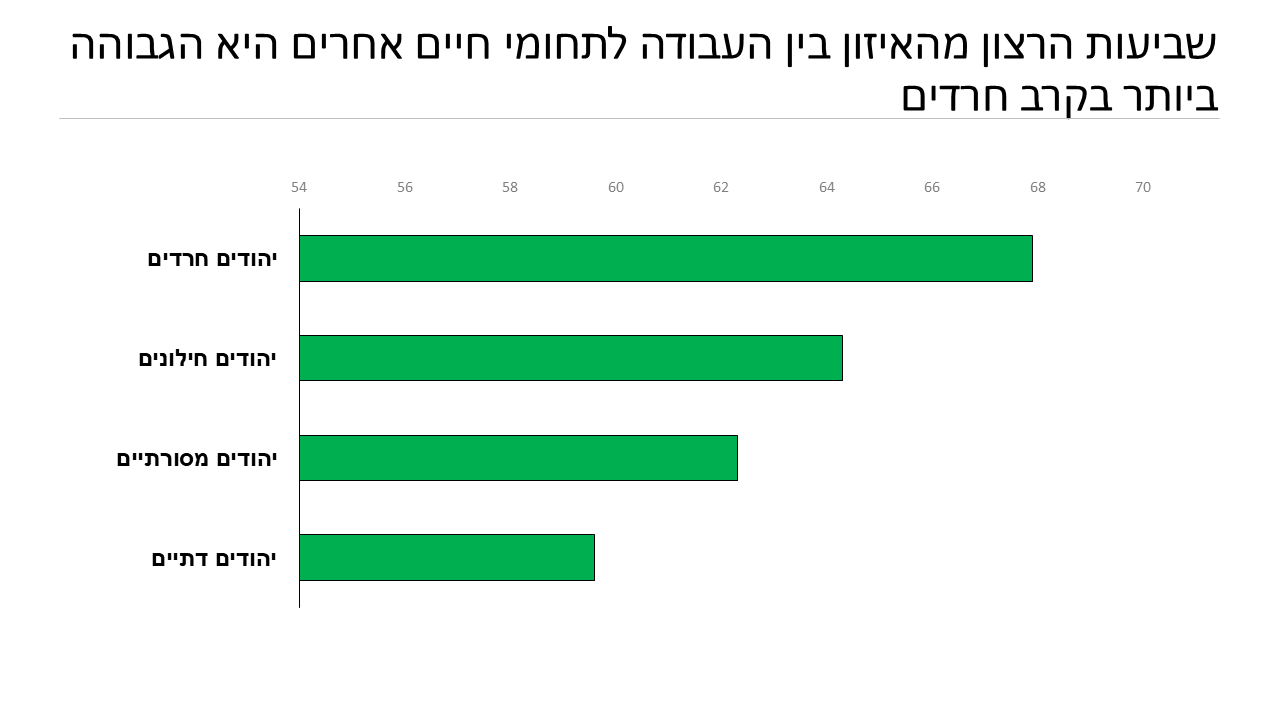 שביעות הרצון מהאיזון בין העבודה לתחומי חיים אחרים היא הגבוהה
ביותר בקרב חרדים
54 56 58 60 62 64 66 68 70
יהודים חרדים
יהודים חילונים
יהודים מסורתיים
יהודים דתיים